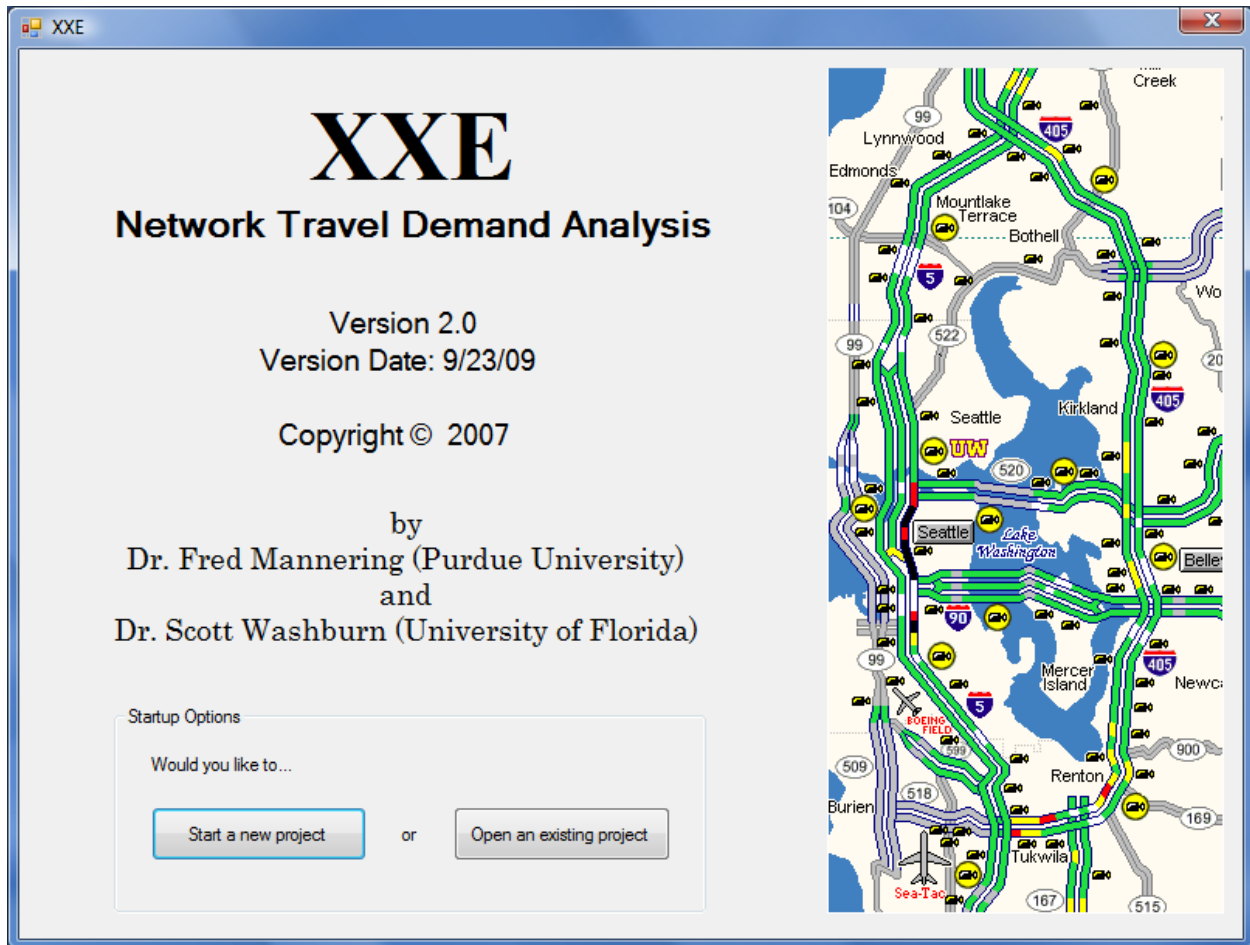 XXE
XXE
Network Travel Demand Analysis
Version 2.0
Version Date: 9/23/09
Copyright © 2007
by
Dr. Fred Mannering (Purdue University)
and
Dr. Scott Washburn (University of Florida)
Startup Options
Would you like to...
Start a new project
or
Open an existing project
Creek
99
405
Lynnwood
Edmonds
104
Mountlake
Terrace
Bothell
5
Wo
522
99
20
405
Kirkland
Seattle
UW
520
Seattle
Lake
Washington
Belle
90
99
Mercer
Island
405
Newc
5
BOEING
FIELD
599
900
509
Renton
518
Burien
169
Tukwila
Sea-Tac
167
515